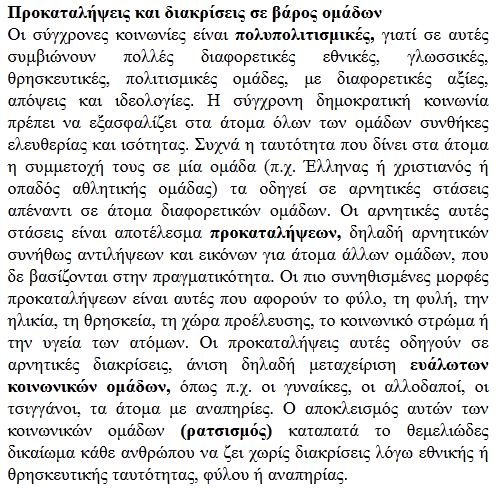 Προκαταλήψεις και διακρίσεις σε βάρος ομάδων
Οι σύγχρονες κοινωνίες είναι πολυπολιτισμικές, γιατί σε αυτές
συμβιώνουν πολλές διαφορετικές εθνικές, γλωσσικές,
θρησκευτικές, πολιτισμικές ομάδες, με διαφορετικές αξίες,
απόψεις και ιδεολογίες. Η σύγχρονη δημοκρατική κοινωνία
πρέπει να εξασφαλίζει στα άτομα όλων των ομάδων συνθήκες
ελευθερίας και ισότητας. Συχνά η ταυτότητα που δίνει στα άτομα
η συμμετοχή τους σε μία ομάδα (π.χ. Έλληνας ή χριστιανός ή
οπαδός αθλητικής ομάδας) τα οδηγεί σε αρνητικές στάσεις
απέναντι σε άτομα διαφορετικών ομάδων. Οι αρνητικές αυτές
στάσεις είναι αποτέλεσμα προκαταλήψεων, δηλαδή αρνητικών
συνήθως αντιλήψεων και εικόνων για άτομα άλλων ομάδων, που
δε βασίζονται στην πραγματικότητα. Οι πιο συνηθισμένες μορφές
προκαταλήψεων είναι αυτές που αφορούν το φύλο, τη φυλή, την
ηλικία, τη θρησκεία, τη χώρα προέλευσης, το κοινωνικό στρώμα ή
την υγεία των ατόμων. Οι προκαταλήψεις αυτές οδηγούν σε
αρνητικές διακρίσεις, άνιση δηλαδή μεταχείριση ευάλωτων
κοινωνικών ομάδων, όπως π.χ. οι γυναίκες, οι αλλοδαποί, οι
τσιγγάνοι, τα άτομα με αναπηρίες. Ο αποκλεισμός αυτών των
κοινωνικών ομάδων (ρατσισμός) καταπατά το θεμελιώδες
δικαίωμα κάθε ανθρώπου να ζει χωρίς διακρίσεις λόγω εθνικής ή
θρησκευτικής ταυτότητας, φύλου ή αναπηρίας.